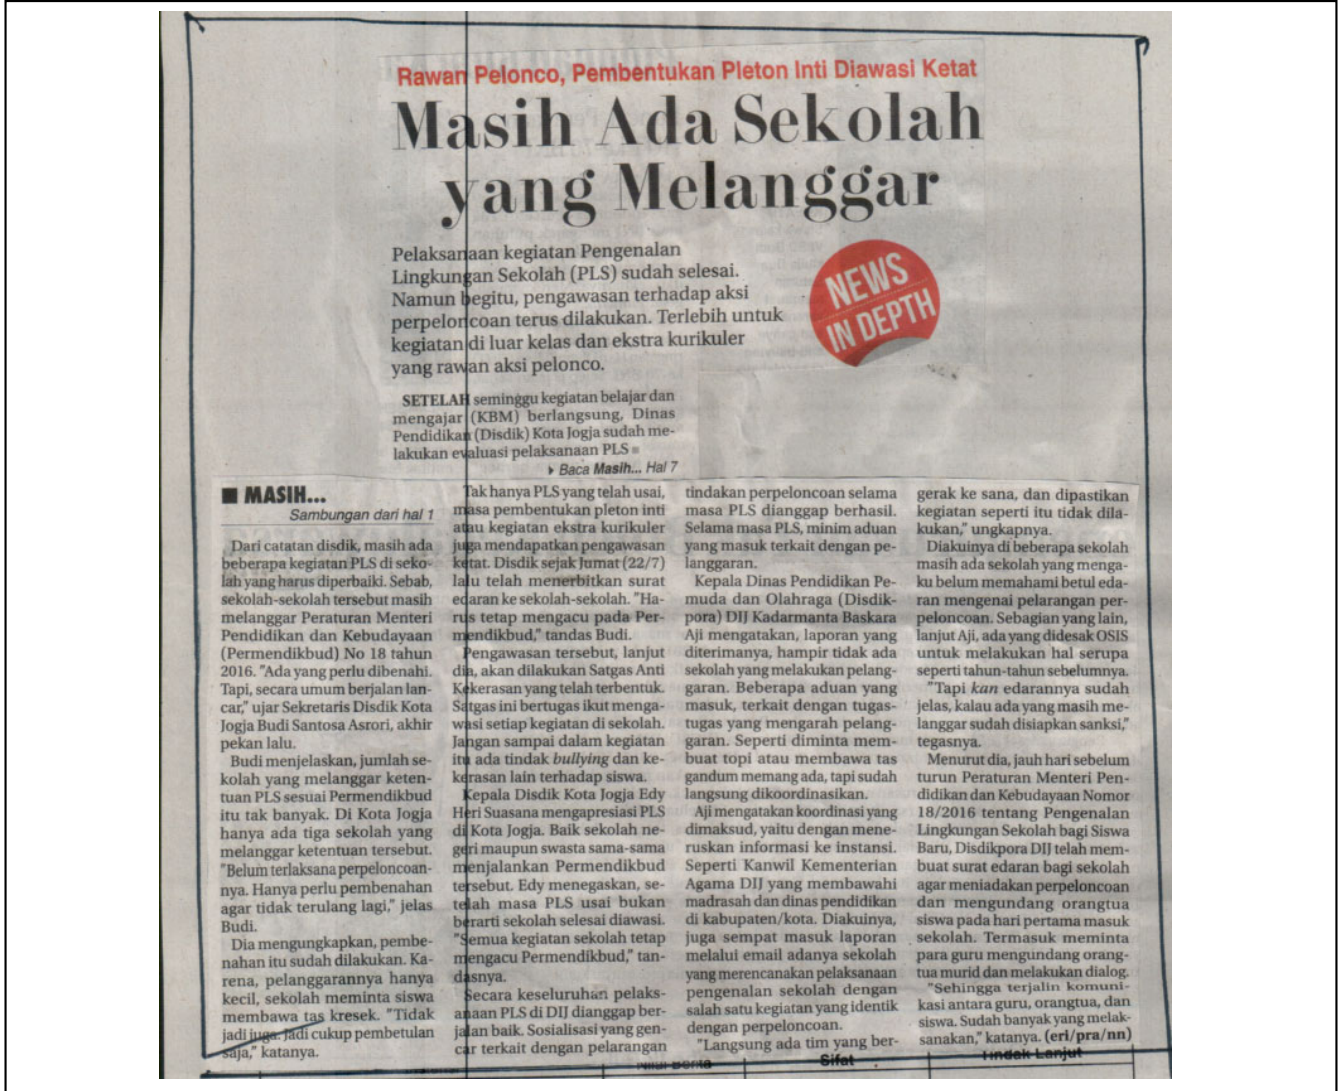 Rawan Pelonco, Pembentukan Pleton Inti Diawasi Ketat
Masih Ada Sekolah
yang Melanggar
Pelaksanaan kegiatan Pengenalan
Lingkungan Sekolah (PLS) sudah selesai.
Namun begitu, pengawasan terhadap aksi
perpeloncoan terus dilakukan. Terlebih untuk
kegiatan di luar kelas dan ekstra kurikuler
yang rawan aksi pelonco.
NEWS
IN DEPTH
SETELAH seminggu kegiatan belajar dan
mengajar (KBM) berlangsung, Dinas
Pendidikan (Disdik) Kota Jogja sudah me-
lakukan evaluasi pelaksanaan PLS
Baca Masih... Hal 7
MASIH...
Sambungan dari hal 1
Dari catatan disdik, masih ada
beberapa kegiatan PLS di seko-
lah yang harus diperbaiki. Sebab,
sekolah-sekolah tersebut masih
melanggar Peraturan Menteri
Pendidikan dan Kebudayaan
(Permendikbud) No 18 tahun
2016. "Ada yang perlu dibenahi.
Tapi, secara umum berjalan lan-
car," ujar Sekretaris Disdik Kota
Jogja Budi Santosa Asrori, akhir
pekan lalu.
Budi menjelaskan, jumlah se-
kolah yang melanggar keten-
tuan PLS sesuai Permendikbud
itu tak banyak. Di Kota Jogja
hanya ada tiga sekolah yang
melanggar ketentuan tersebut.
"Belum terlaksana perpeloncoan-
nya. Hanya perlu pembenahan
agar tidak terulang lagi," jelas
Budi.
Dia mengungkapkan, pembe-
nahan itu sudah dilakukan. Ka-
rena, pelanggarannya hanya
kecil, sekolah meminta siswa
membawa tas kresek. "Tidak
jadi juga. Jadi cukup pembetulan
saja," katanya.
Tak hanya PLS yang telah usai,
masa pembentukan pleton inti
atau kegiatan ekstra kurikuler
juga mendapatkan pengawasan
ketat. Disdik sejak Jumat (22/7)
lalu telah menerbitkan surat
edaran ke sekolah-sekolah. "Ha-
rus tetap mengacu pada Per-
mendikbud," tandas Budi.
Pengawasan tersebut, lanjut
dia, akan dilakukan Satgas Anti
Kekerasan yang telah terbentuk.
Satgas ini bertugas ikut menga-
wasi setiap kegiatan di sekolah.
Jangan sampai dalam kegiatan
itu ada tindak bullying dan ke-
kerasan lain terhadap siswa.
Kepala Disdik Kota Jogja Edy
Heri Suasana mengapresiasi PLS
di Kota Jogja. Baik sekolah ne-
geri maupun swasta sama-sama
menjalankan Permendikbud
tersebut. Edy menegaskan, se-
telah masa PLS usai bukan
berarti sekolah selesai diawasi.
"Semua kegiatan sekolah tetap
mengacu Permendikbud," tan-
dasnya.
Secara keseluruhan pelaks-
anaan PLS di DIJ dianggap ber-
jalan baik. Sosialisasi yang gen-
car terkait dengan pelarangan
tindakan perpeloncoan selama
masa PLS dianggap berhasil.
Selama masa PLS, minim aduan
yang masuk terkait dengan pe-
langgaran.
Kepala Dinas Pendidikan Pe-
muda dan Olahraga (Disdik-
pora) DIJ Kadarmanta Baskara
Aji mengatakan, laporan yang
diterimanya, hampir tidak ada
sekolah yang melakukan pelang-
garan. Beberapa aduan yang
masuk, terkait dengan tugas-
tugas yang mengarah pelang-
garan. Seperti diminta mem-
buat topi atau membawa tas
gandum memang ada, tapi sudah
langsung dikoordinasikan.
Aji mengatakan koordinasi yang
dimaksud, yaitu dengan mene-
ruskan informasi ke instansi.
Seperti Kanwil Kementerian
Agama DIJ yang membawahi
madrasah dan dinas pendidikan
di kabupaten/kota. Diakuinya,
juga sempat masuk laporan
melalui email adanya sekolah
yang merencanakan pelaksanaan
pengenalan sekolah dengan
salah satu kegiatan yang identik
dengan perpeloncoan.
"Langsung ada tim yang ber-
gerak ke sana, dan dipastikan
kegiatan seperti itu tidak dila-
kukan," ungkapnya.
Diakuinya di beberapa sekolah
masih ada sekolah yang menga-
ku belum memahami betul eda-
ran mengenai pelarangan per-
peloncoan. Sebagian yang lain,
lanjut Aji, ada yang didesak OSIS
untuk melakukan hal serupa
seperti tahun-tahun sebelumnya.
"Tapi kan edarannya sudah
jelas, kalau ada yang masih me-
langgar sudah disiapkan sanksi,"
tegasnya.
Menurut dia, jauh hari sebelum
turun Peraturan Menteri Pen-
didikan dan Kebudayaan Nomor
18/2016 tentang Pengenalan
Lingkungan Sekolah bagi Siswa
Baru, Disdikpora DIJ telah mem-
buat surat edaran bagi sekolah
agar meniadakan perpeloncoan
dan mengundang orangtua
siswa pada hari pertama masuk
sekolah. Termasuk meminta
para guru mengundang orang-
tua murid dan melakukan dialog.
"Sehingga terjalin komuni-
kasi antara guru, orangtua, dan
siswa. Sudah banyak yang melak-
sanakan," katanya. (eri/pra/nn)
Sifat
Tindak Lanjut